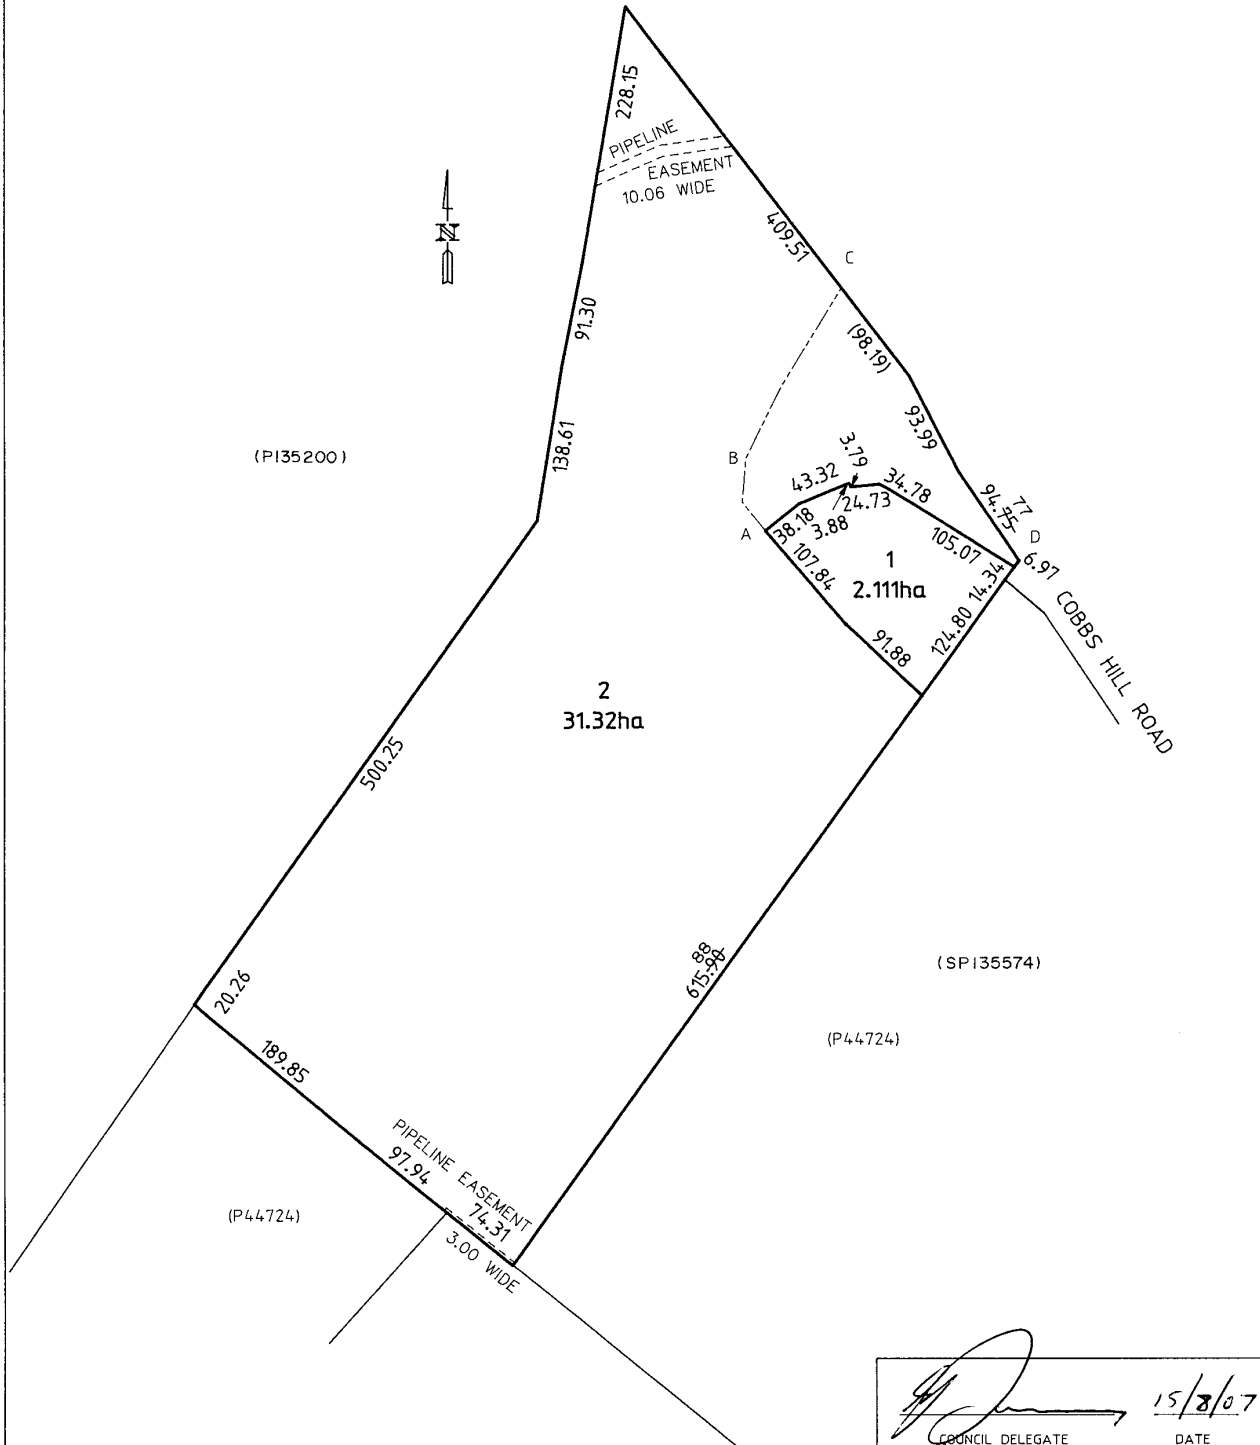 228.15
PIPELINE
EASEMENT
10.06 WIDE
N
409.51
C
91.30
(98.19)
93.99
138.61
(P135200)
B
3.79
43.32
34.78
24.73
94.75
77
A
38.18
3.88
D
105.07
6.97
107.84
1
2.111ha
14.34
COBBS HILL ROAD
124.80
91.88
2
31.32ha
500.25
88
615.90
(SP135574)
20.26
(P44724)
189.85
PIPELINE EASEMENT
97.94
74.31
3.00 WIDE
(P44724)
15/8/07
COUNCIL DELEGATE
DATE